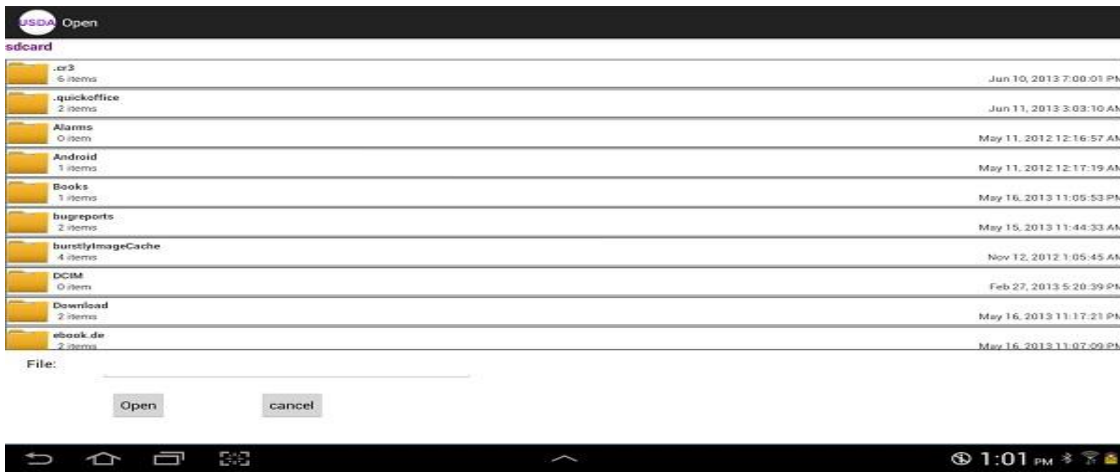 USDA Open
sdcard
.cr3
6 items
Jun 10, 2013 7:00:01 PM
.quickoffice
2 items
Jun 11, 2013 3:03:10 AM
Alarms
0 item
May 11, 2012 12:16:57 AM
Android
1 items
May 11, 2012 12:17:19 AM
Books
1 items
May 16, 2013 11:05:53 PM
bugreports
2 items
May 15, 2013 11:44:33 AM
burstlyImageCache
4 items
Nov 12, 2012 1:05:45 AM
DCIM
0 item
Feb 27, 2013 5:20:39 PM
Download
2 items
May 16, 2013 11:17:21 PM
ebook.de
2 items
May 16, 2013 11:07:09 PM
File:
Open cancel
1:01 PM